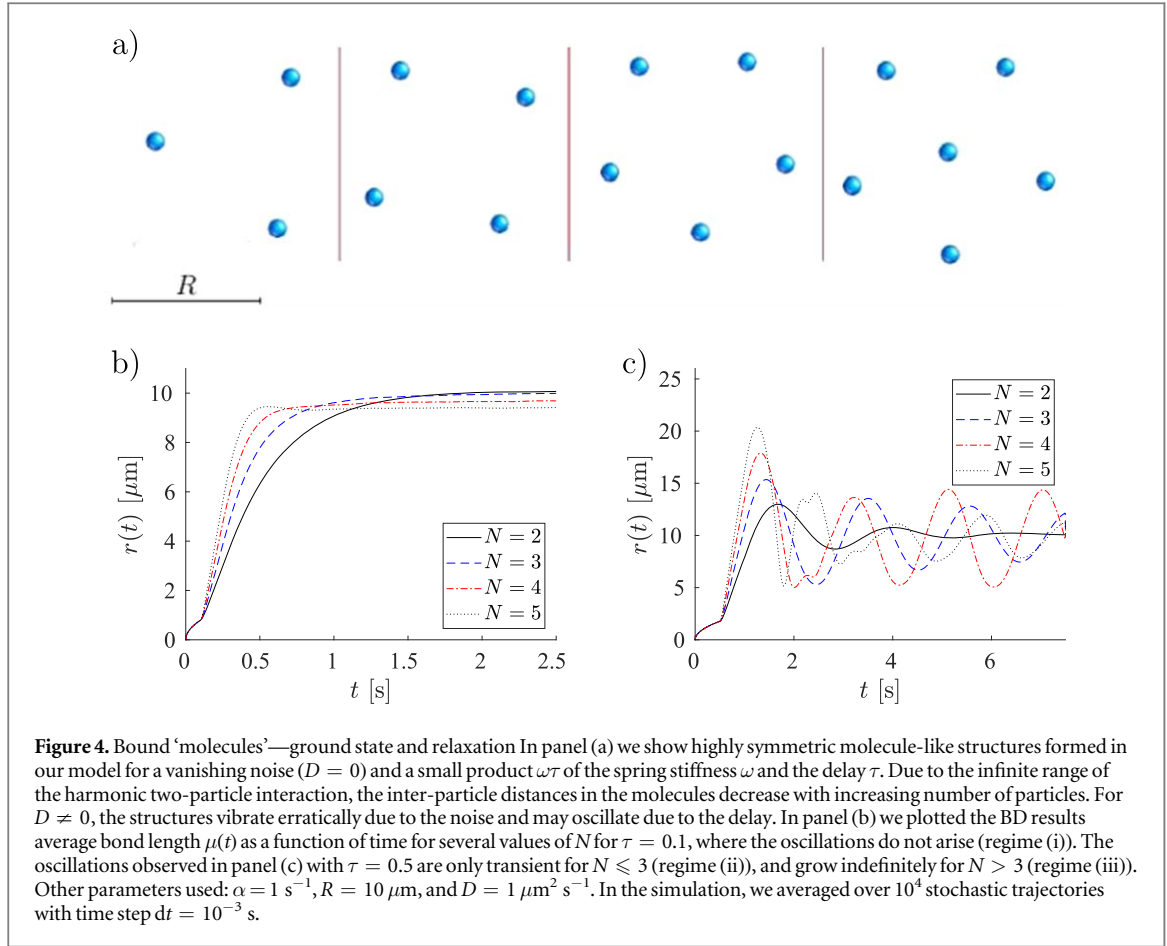 a)
R
b)
r(t) [μm]
10
8
6
4
2
0
0
0.5
1
1.5
2
2.5
t [s]
N = 2
N = 3
N = 4
N = 5
c)
r(t) [μm]
25
20
15
10
5
0
0
2
4
6
t [s]
N = 2
N = 3
N = 4
N = 5
Figure 4. Bound ‘molecules’—ground state and relaxation In panel (a) we show highly symmetric molecule-like structures formed in
our model for a vanishing noise (D = 0) and a small product ωτ of the spring stiffness ω and the delay τ. Due to the infinite range of
the harmonic two-particle interaction, the inter-particle distances in the molecules decrease with increasing number of particles. For
D ≠ 0, the structures vibrate erratically due to the noise and may oscillate due to the delay. In panel (b) we plotted the BD results
average bond length μ(t) as a function of time for several values of N for τ = 0.1, where the oscillations do not arise (regime (i)). The
oscillations observed in panel (c) with τ = 0.5 are only transient for N ⩽ 3 (regime (ii)), and grow indefinitely for N > 3 (regime (iii)).
Other parameters used: α = 1 s⁻¹, R = 10 μm, and D = 1 μm² s⁻¹. In the simulation, we averaged over 10⁴ stochastic trajectories
with time step dt = 10⁻³ s.